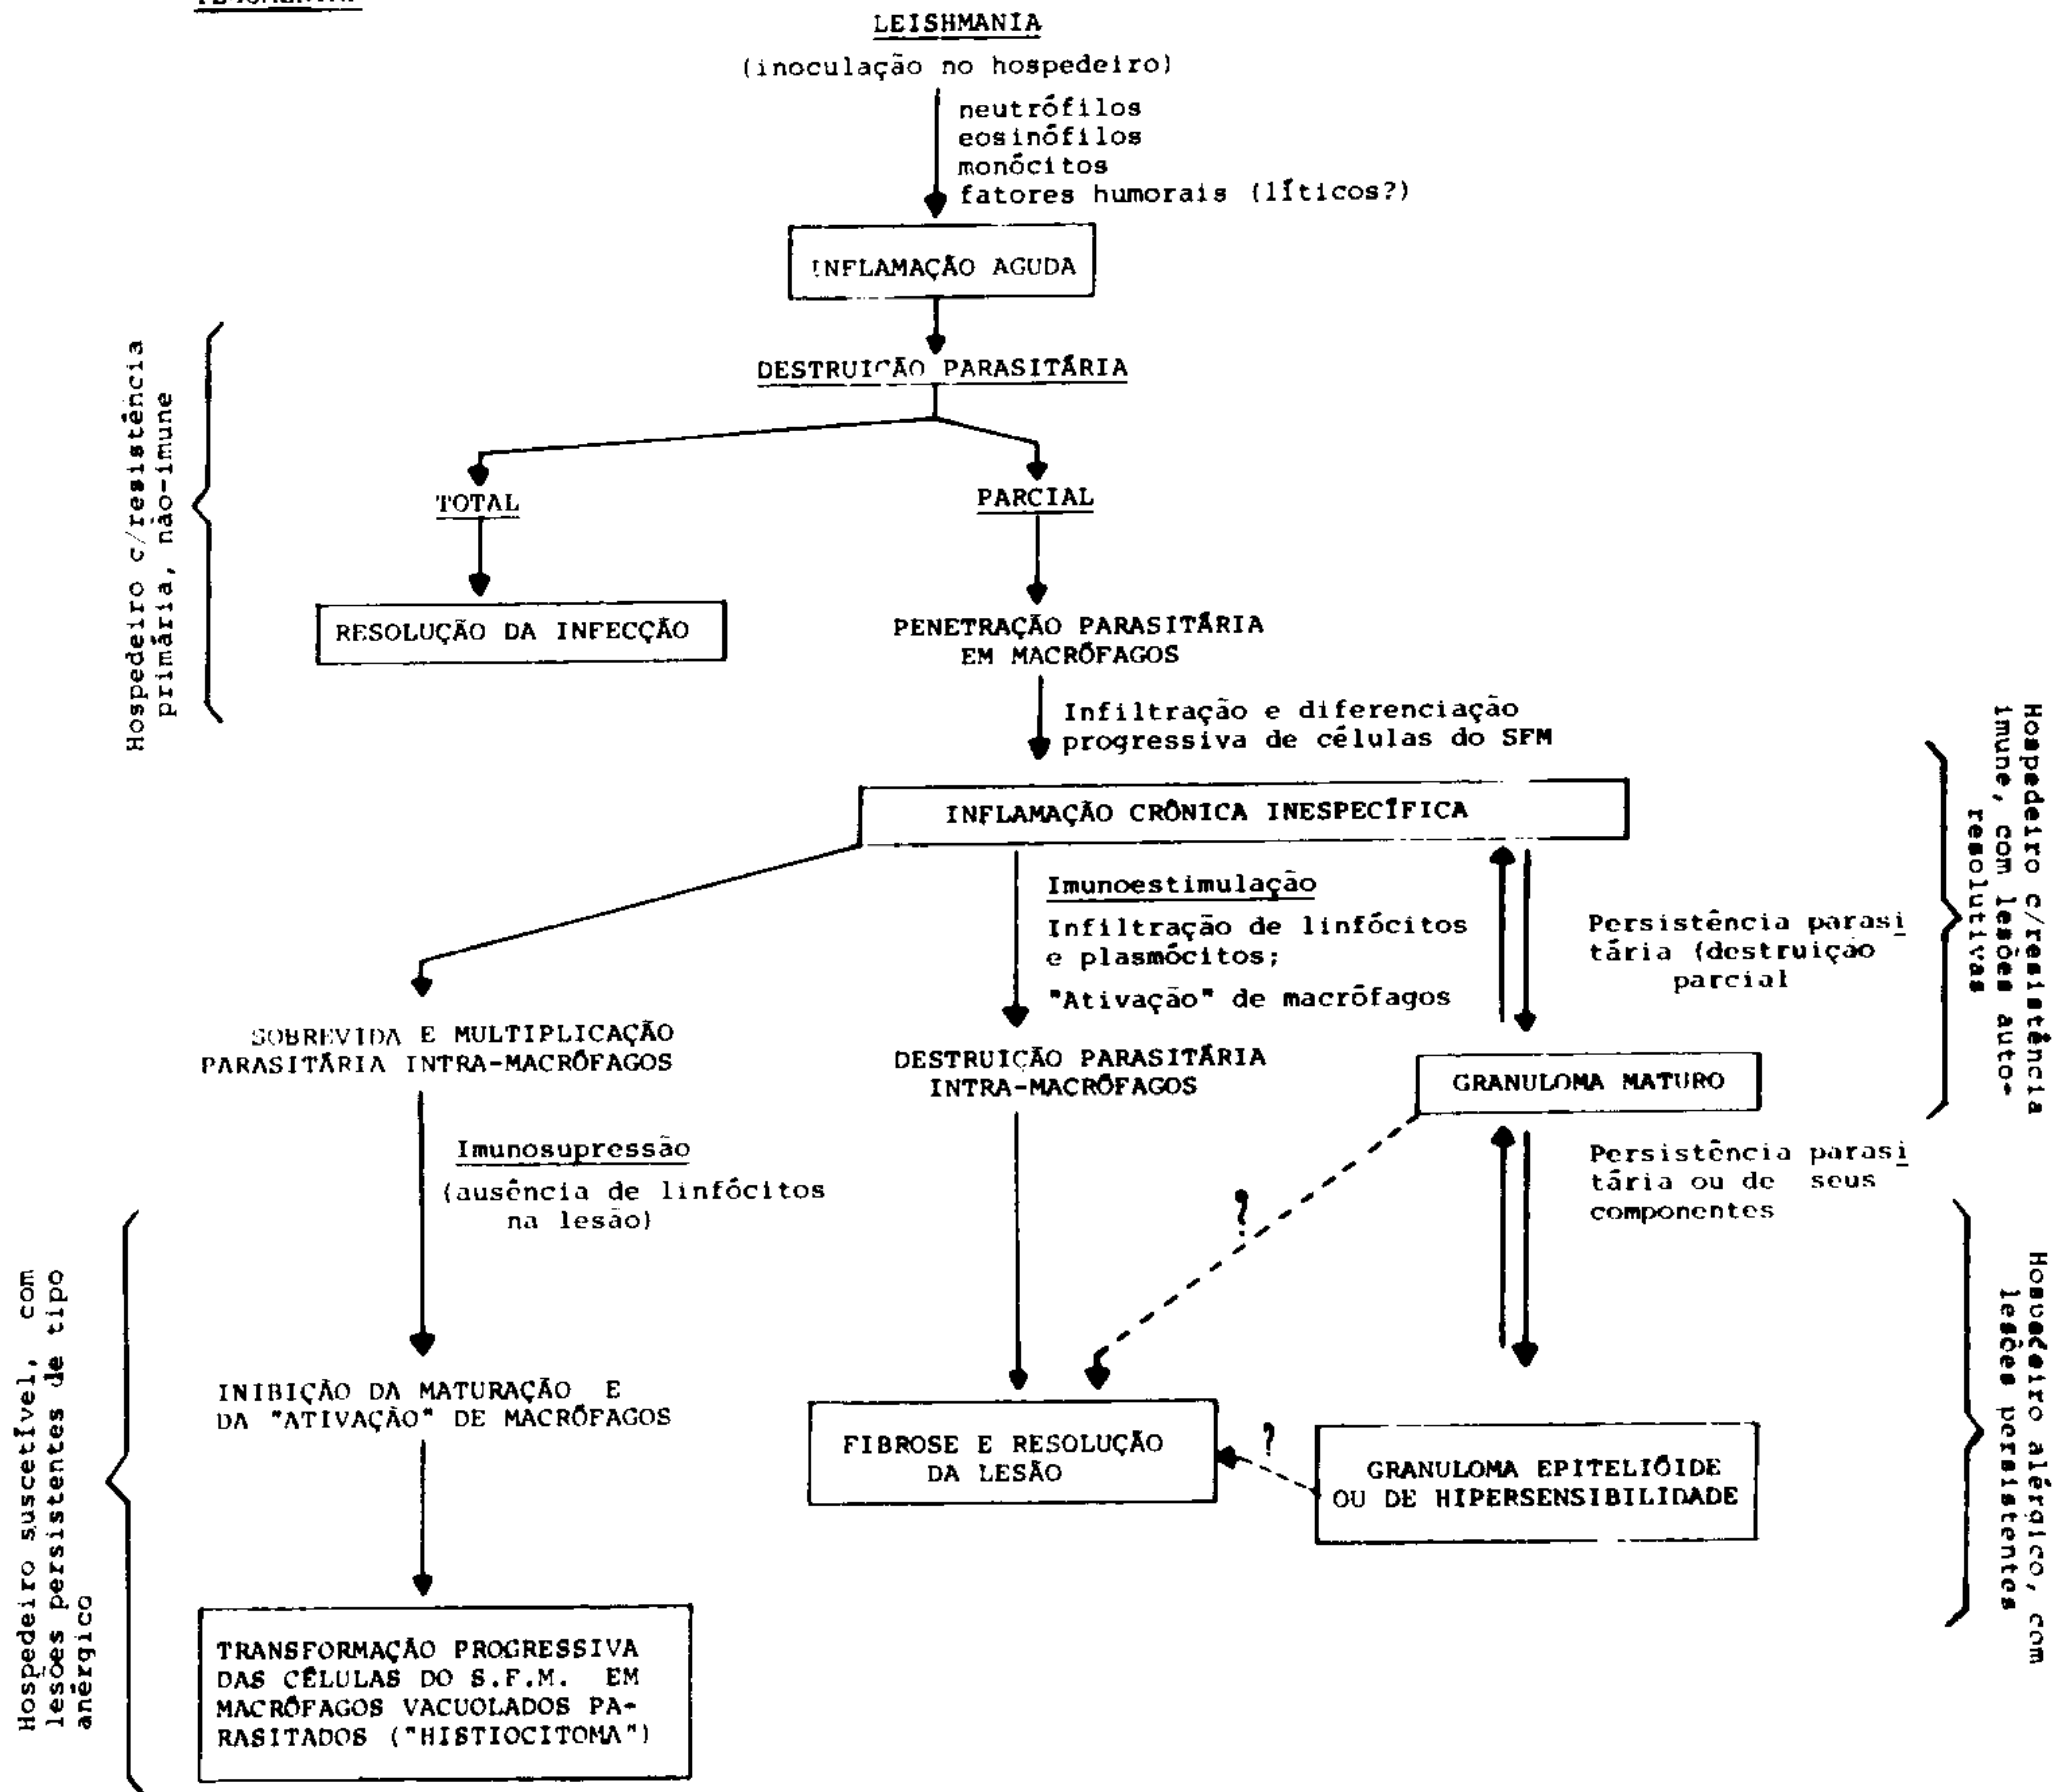 LEISHMANIA
(inoculação no hospedeiro)
neutrófilos
eosinófilos
monócitos
fatores humorais (líticos?)
INFLAMAÇÃO AGUDA
DESTRUIÇÃO PARASITÁRIA
Hospedeiro c/resistência
primária, não-imune
TOTAL
PARCIAL
RESOLUÇÃO DA INFECÇÃO
PENETRAÇÃO PARASITÁRIA
EM MACRÓFAGOS
Infiltração e diferenciação
progressiva de células do SFM
INFLAMAÇÃO CRÔNICA INESPECÍFICA
Hospedeiro c/resistência
imune, com lesões auto-
resolutivas
Imunoestimulação
Infiltração de linfócitos
e plasmócitos;
"Ativação" de macrófagos
Persistência parasi
tária (destruição
parcial
SOBREVIDA E MULTIPLICAÇÃO
PARASITÁRIA INTRA-MACRÓFAGOS
DESTRUIÇÃO PARASITÁRIA
INTRA-MACRÓFAGOS
GRANULOMA MATURO
Imunosupressão
(ausência de linfócitos
na lesão)
?
Persistência parasi
tária ou de seus
componentes
Hospedeiro suscetível, com
lesões persistentes de tipo
anérgico
INIBIÇÃO DA MATURAÇÃO E
DA "ATIVAÇÃO" DE MACRÓFAGOS
FIBROSE E RESOLUÇÃO
DA LESÃO
?
GRANULOMA EPITELIÓIDE
OU DE HIPERSENSIBILIDADE
Hospedeiro alérgico, com
lesões persistentes
TRANSFORMAÇÃO PROGRESSIVA
DAS CÉLULAS DO S.F.M. EM
MACRÓFAGOS VACUOLADOS PA-
RASITADOS ("HISTIOCITOMA")